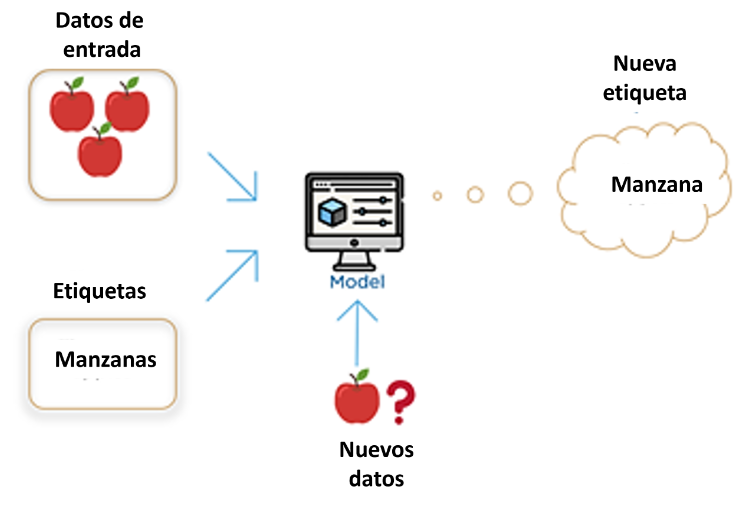 Datos de
entrada
Nueva
etiqueta
Manzana
Etiquetas
Manzanas
Model
?
Nuevos
datos